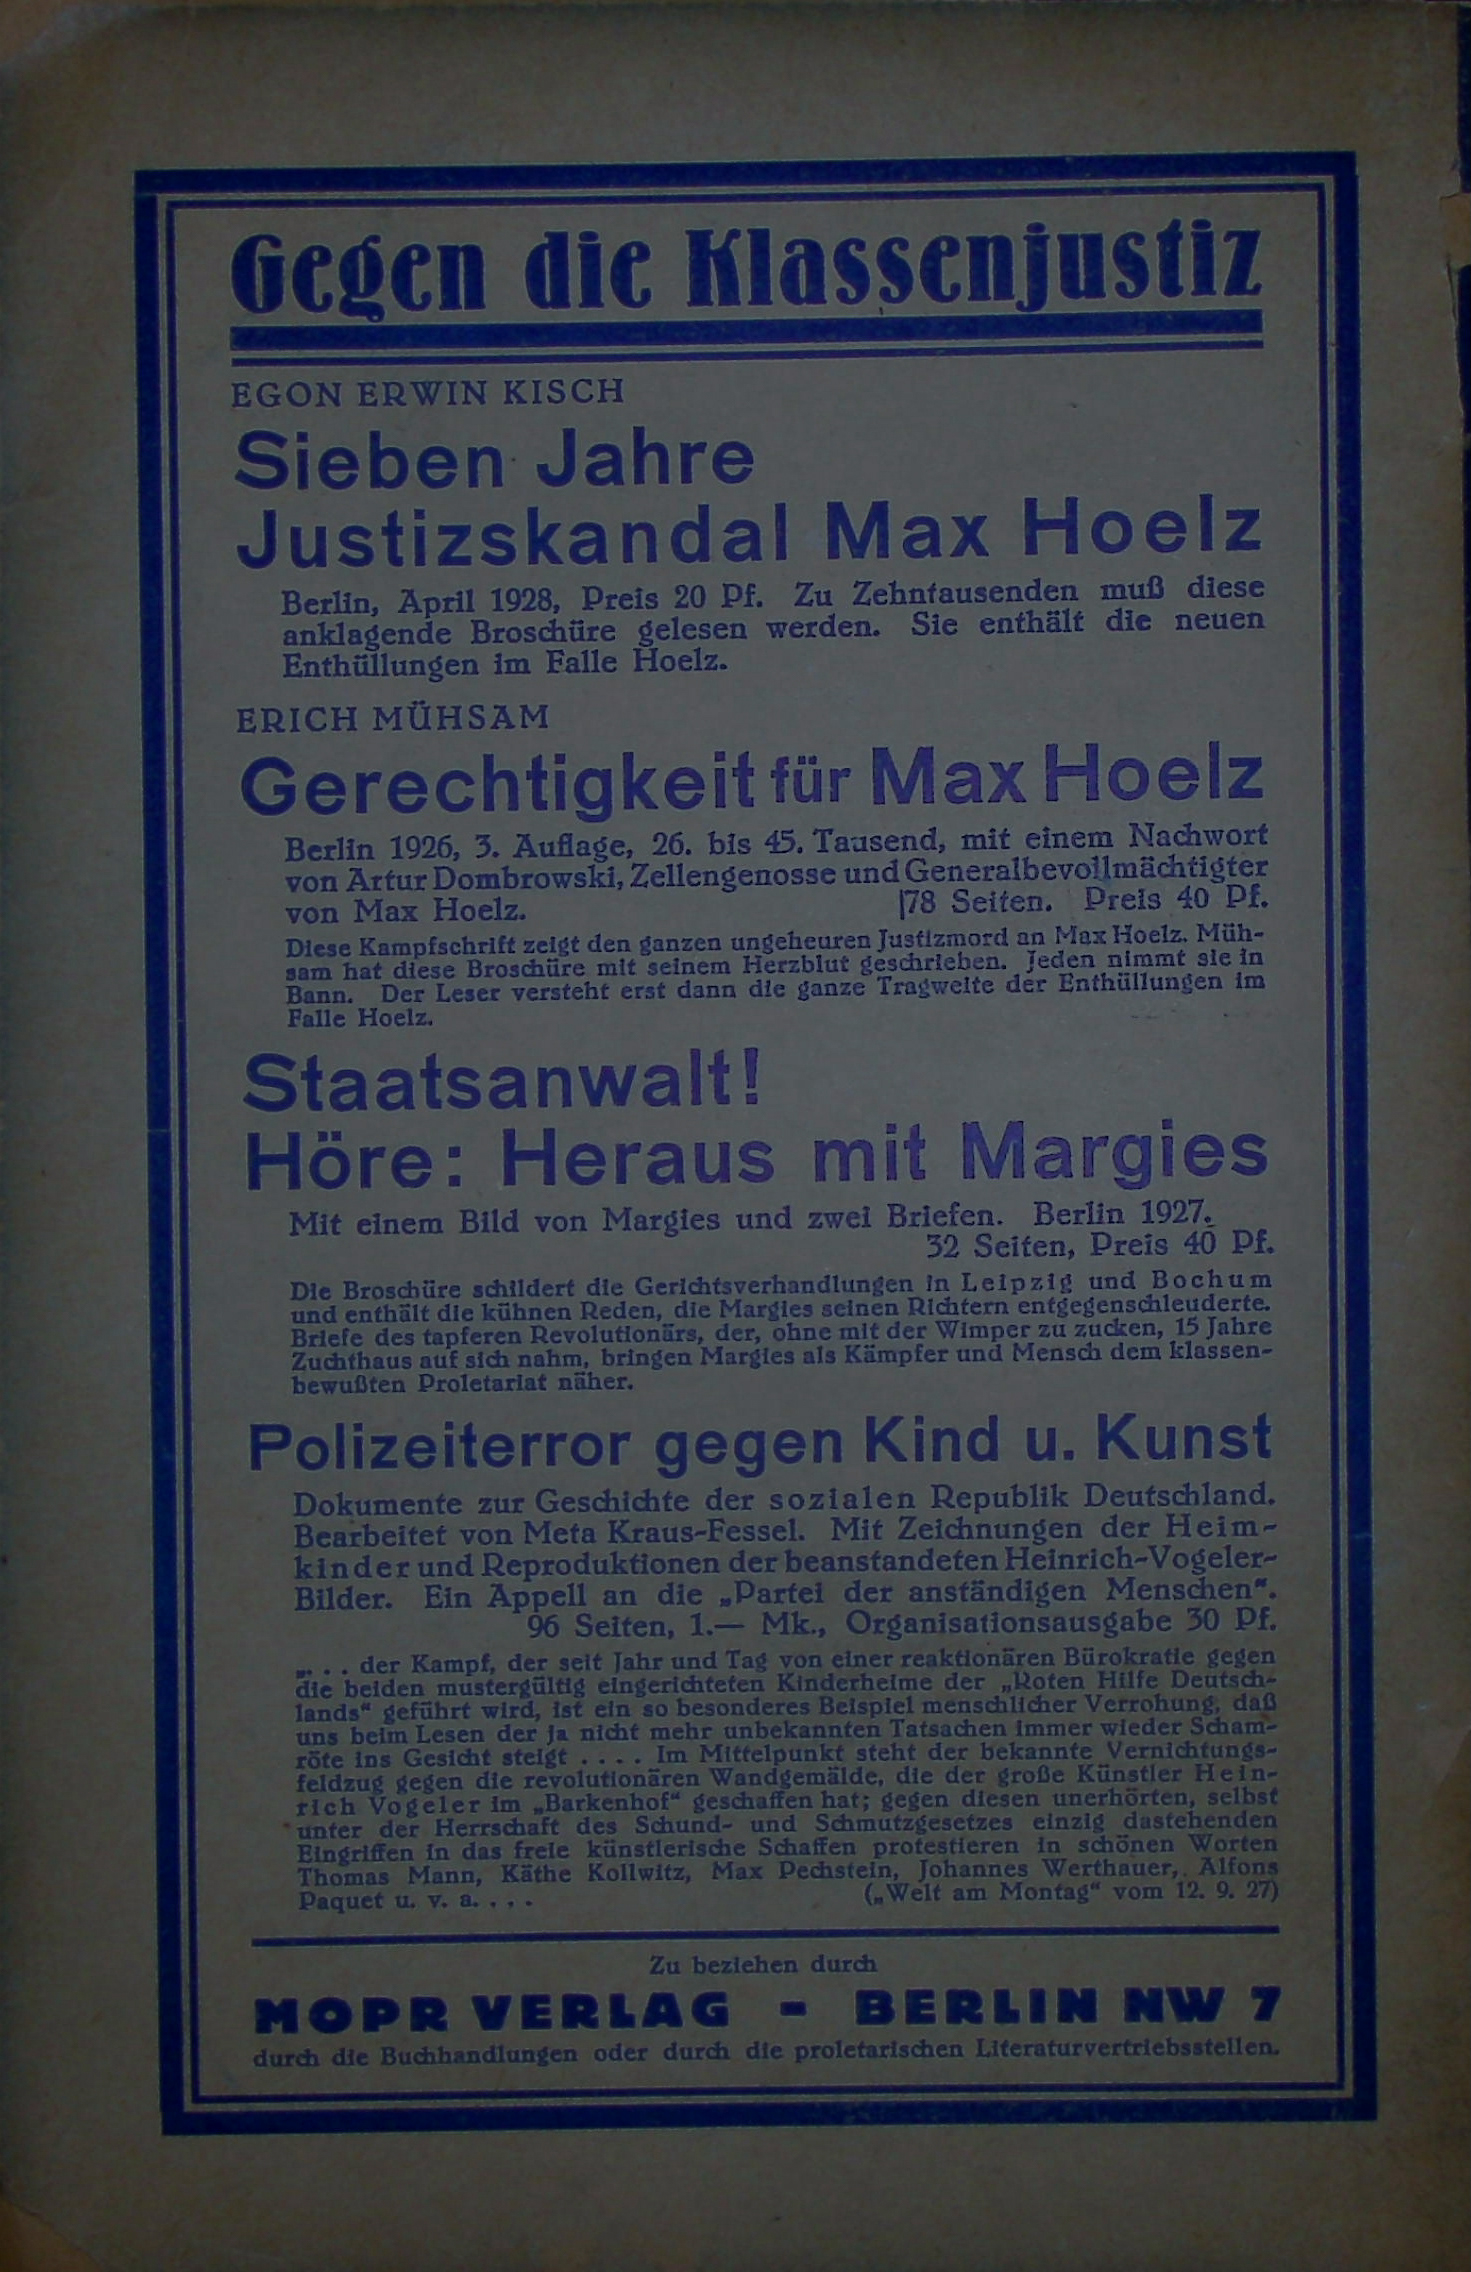 Gegen die Klassenjustiz
EGON ERWIN KISCH
Sieben Jahre
Justizskandal Max Hoelz
Berlin, April 1928, Preis 20 Pf. Zu Zehntausenden muß diese
anklagende Broschüre gelesen werden. Sie enthält die neuen
Enthüllungen im Falle Hoelz.
ERICH MÜHSAM
Gerechtigkeit für Max Hoelz
Berlin 1926, 3. Auflage, 26. bis 45. Tausend, mit einem Nachwort
von Artur Dombrowski, Zellengenosse und Generalbevollmächtigter
von Max Hoelz. 78 Seiten. Preis 40 Pf.
Diese Kampfschrift zeigt den ganzen ungeheuren Justizmord an Max Hoelz. Müh-
sam hat diese Broschüre mit seinem Herzblut geschrieben. Jeden nimmt sie in
Bann. Der Leser versteht erst dann die ganze Tragweite der Enthüllungen im
Falle Hoelz.
Staatsanwalt!
Höre: Heraus mit Margies
Mit einem Bild von Margies und zwei Briefen. Berlin 1927.
32 Seiten, Preis 40 Pf.
Die Broschüre schildert die Gerichtsverhandlungen in Leipzig und Bochum
und enthält die kühnen Reden, die Margies seinen Richtern entgegenschleuderte.
Briefe des tapferen Revolutionärs, der, ohne mit der Wimper zu zucken, 15 Jahre
Zuchthaus auf sich nahm, bringen Margies als Kämpfer und Mensch dem klassen-
bewußten Proletariat näher.
Polizeiterror gegen Kind u. Kunst
Dokumente zur Geschichte der sozialen Republik Deutschland.
Bearbeitet von Meta Kraus-Fessel. Mit Zeichnungen der Heim-
kinder und Reproduktionen der beanstandeten Heinrich-Vogeler-
Bilder. Ein Appell an die „Partei der anständigen Menschen“.
96 Seiten, 1.— Mk., Organisationsausgabe 30 Pf.
„. . . der Kampf, der seit Jahr und Tag von einer reaktionären Bürokratie gegen
die beiden mustergültig eingerichteten Kinderheime der „Roten Hilfe Deutsch-
lands“ geführt wird, ist ein so besonderes Beispiel menschlicher Verrohung, daß
uns beim Lesen der ja nicht mehr unbekannten Tatsachen immer wieder Scham-
röte ins Gesicht steigt . . . . Im Mittelpunkt steht der bekannte Vernichtungs-
feldzug gegen die revolutionären Wandgemälde, die der große Künstler Hein-
rich Vogeler im „Barkenhof“ geschaffen hat; gegen diesen unerhörten, selbst
unter der Herrschaft des Schund- und Schmutzgesetzes einzig dastehenden
Eingriffen in das freie künstlerische Schaffen protestieren in schönen Worten
Thomas Mann, Käthe Kollwitz, Max Pechstein, Johannes Werthauer, Alfons
Paquet u. v. a. . . . („Welt am Montag“ vom 12. 9. 27)
Zu beziehen durch
MOPR VERLAG - BERLIN NW 7
durch die Buchhandlungen oder durch die proletarischen Literaturvertriebsstellen.